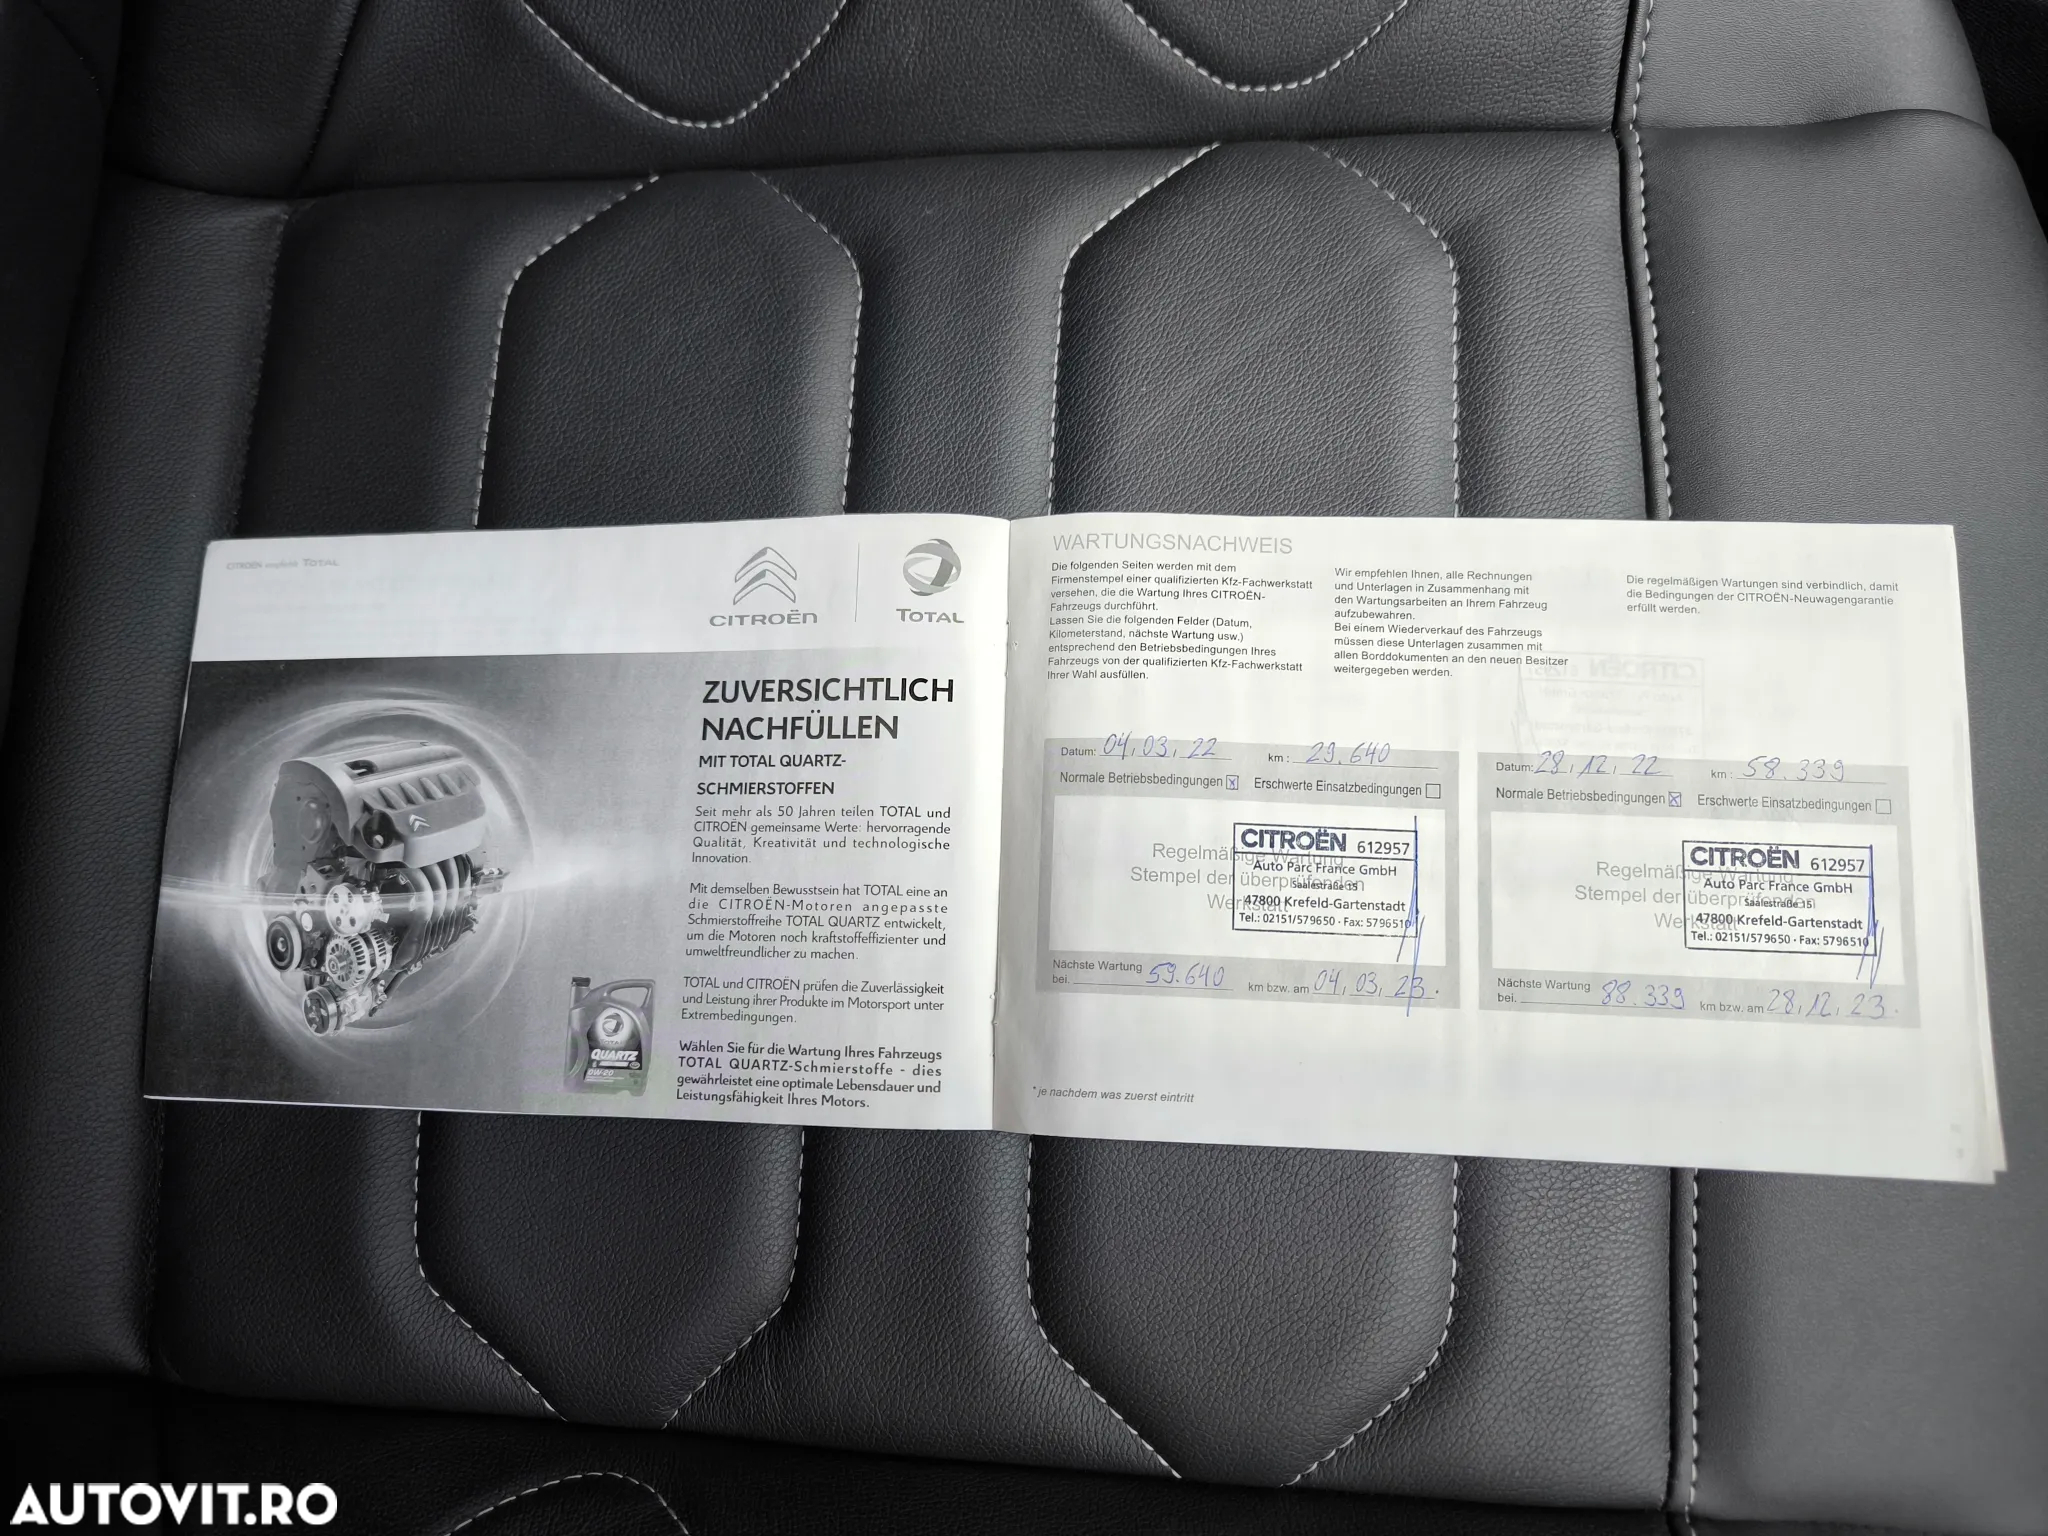 CITROËN empfiehlt TOTAL
CITROËN
TOTAL
ZUVERSICHTLICH
NACHFÜLLEN
MIT TOTAL QUARTZ-
SCHMIERSTOFFEN
Seit mehr als 50 Jahren teilen TOTAL und
CITROËN gemeinsame Werte: hervorragende
Qualität, Kreativität und technologische
Innovation.
Mit demselben Bewusstsein hat TOTAL eine an
die CITROËN-Motoren angepasste
Schmierstoffreihe TOTAL QUARTZ entwickelt,
um die Motoren noch kraftstoffeffizienter und
umweltfreundlicher zu machen.
TOTAL und CITROËN prüfen die Zuverlässigkeit
und Leistung ihrer Produkte im Motorsport unter
Extrembedingungen.
Wählen Sie für die Wartung Ihres Fahrzeugs
TOTAL QUARTZ-Schmierstoffe - dies
gewährleistet eine optimale Lebensdauer und
Leistungsfähigkeit Ihres Motors.
TOTAL
QUARTZ
0W-20
WARTUNGSNACHWEIS
Die folgenden Seiten werden mit dem
Firmenstempel einer qualifizierten Kfz-Fachwerkstatt
versehen, die die Wartung Ihres CITROËN-
Fahrzeugs durchführt.
Lassen Sie die folgenden Felder (Datum,
Kilometerstand, nächste Wartung usw.)
entsprechend den Betriebsbedingungen Ihres
Fahrzeugs von der qualifizierten Kfz-Fachwerkstatt
Ihrer Wahl ausfüllen.
Wir empfehlen Ihnen, alle Rechnungen
und Unterlagen in Zusammenhang mit
den Wartungsarbeiten an Ihrem Fahrzeug
aufzubewahren.
Bei einem Wiederverkauf des Fahrzeugs
müssen diese Unterlagen zusammen mit
allen Borddokumenten an den neuen Besitzer
weitergegeben werden.
Die regelmäßigen Wartungen sind verbindlich, damit
die Bedingungen der CITROËN-Neuwagengarantie
erfüllt werden.
Datum: 04, 03, 22 km : 29.640
Normale Betriebsbedingungen x Erschwerte Einsatzbedingungen
Regelmäßige Wartung
Stempel der überprüfenden
Werkstatt
CITROËN 612957
Auto Parc France GmbH
Saalestraße 15
47800 Krefeld-Gartenstadt
Tel.: 02151/579650 · Fax: 5796510
Nächste Wartung
bei. 59.640 km bzw. am 04, 03, 23.
Datum: 28, 12, 22 km : 58.339
Normale Betriebsbedingungen x Erschwerte Einsatzbedingungen
Regelmäßige Wartung
Stempel der überprüfenden
Werkstatt
CITROËN 612957
Auto Parc France GmbH
Saalestraße 15
47800 Krefeld-Gartenstadt
Tel.: 02151/579650 · Fax: 5796510
Nächste Wartung
bei. 88.339 km bzw. am 28, 12, 23.
* je nachdem was zuerst eintritt
AUTOVIT.RO